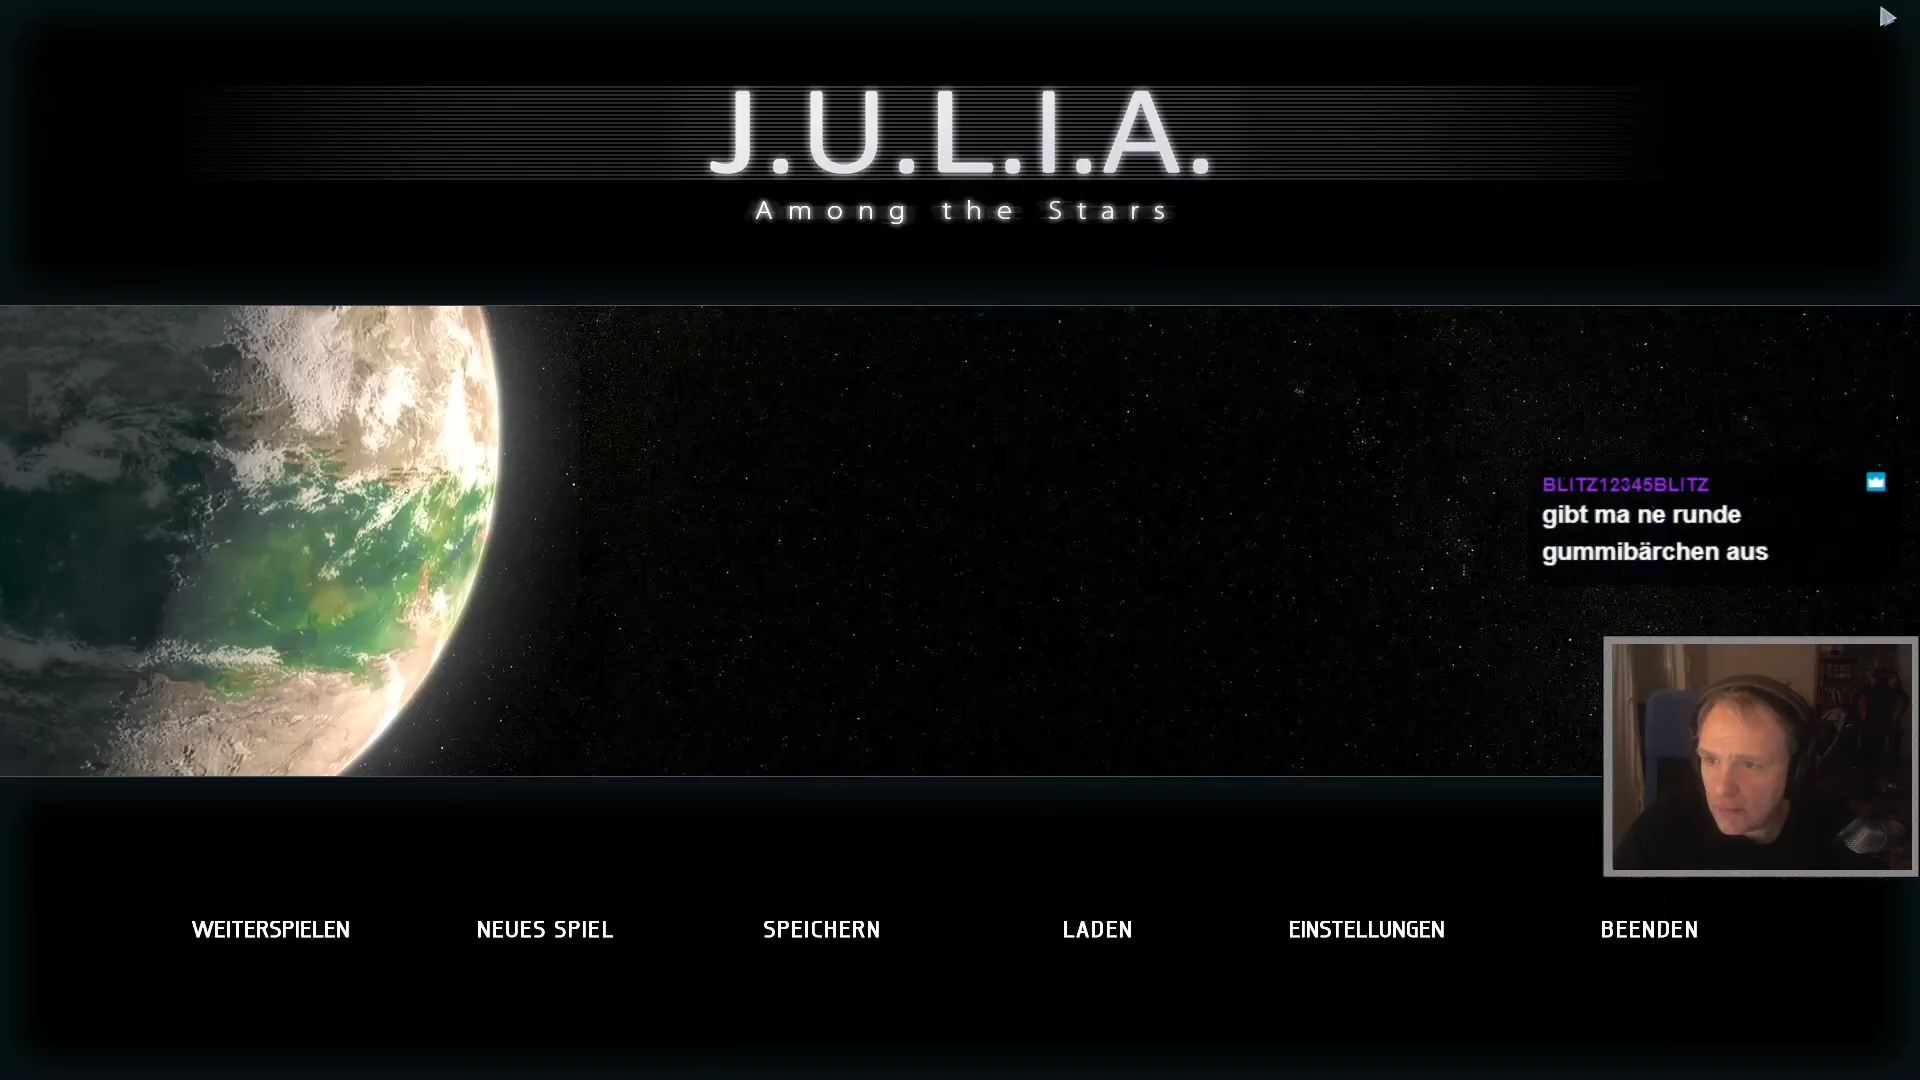 J.U.L.I.A.
Among the Stars
BLITZ12345BLITZ
gibt ma ne runde
gummibärchen aus
WEITERSPIELEN
NEUES SPIEL
SPEICHERN
LADEN
EINSTELLUNGEN
BEENDEN